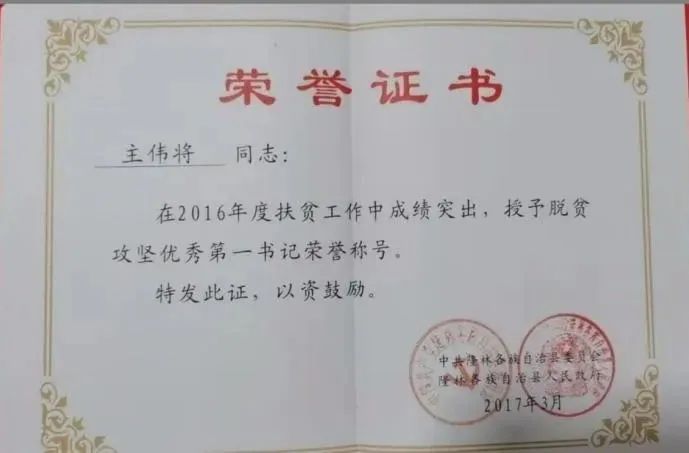 荣誉证书
主伟将 同志：
在2016年度扶贫工作中成绩突出，授予脱贫
攻坚优秀第一书记荣誉称号。
特发此证，以资鼓励。
中共隆林各族自治县委员会
隆林各族自治县人民政府
2017年3月